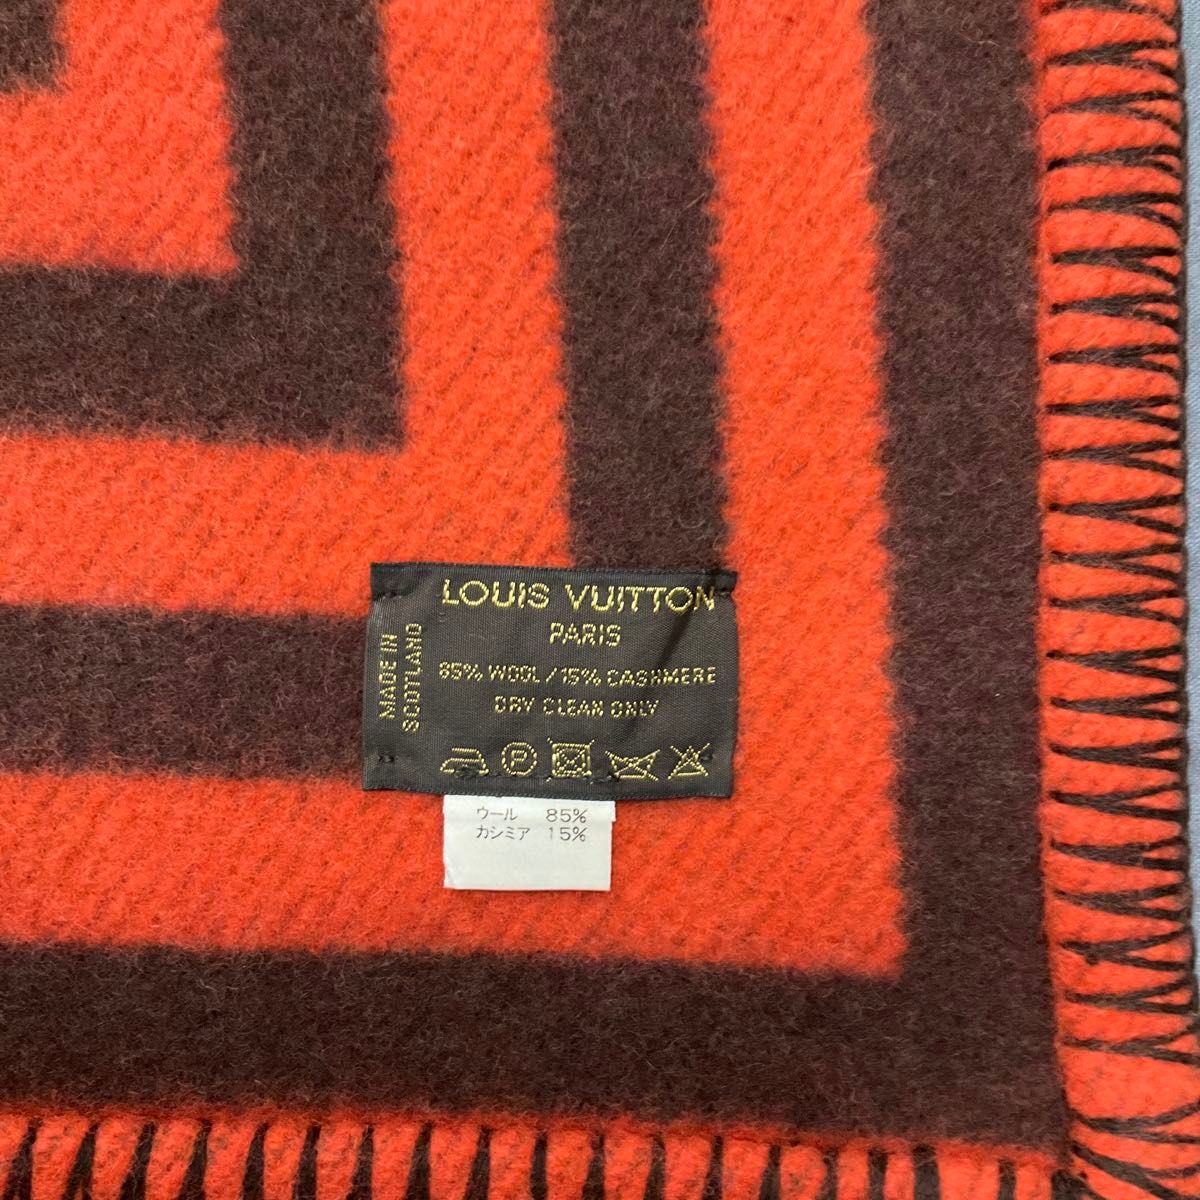 LOUIS VUITTON
PARIS
MADE IN
SCOTLAND
85% WOOL/15% CASHMERE
DRY CLEAN ONLY
P
ウール 85%
カシミア 15%